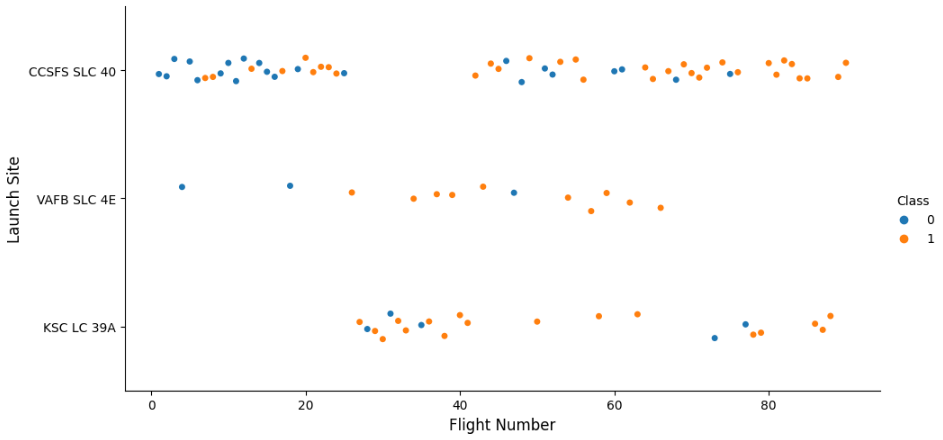 CCSFS SLC 40
VAFB SLC 4E
KSC LC 39A
Launch Site
0 20 40 60 80
Flight Number
Class
0
1